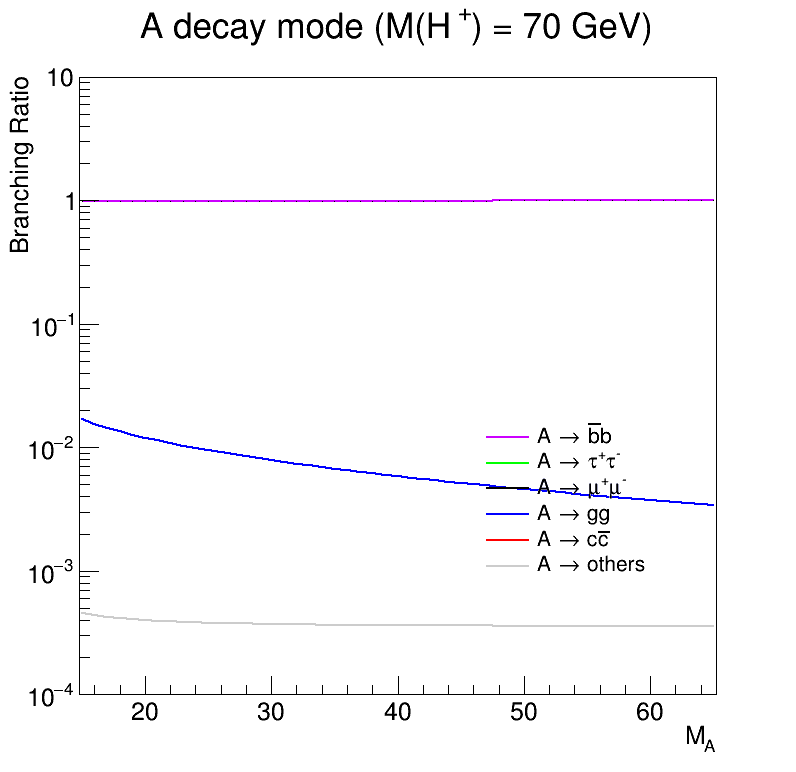 A decay mode (M(H⁺) = 70 GeV)
Branching Ratio
10
1
10⁻¹
10⁻²
10⁻³
10⁻⁴
A → b̅b
A → τ⁺τ⁻
A → μ⁺μ⁻
A → gg
A → cc̅
A → others
20 30 40 50 60
M_A